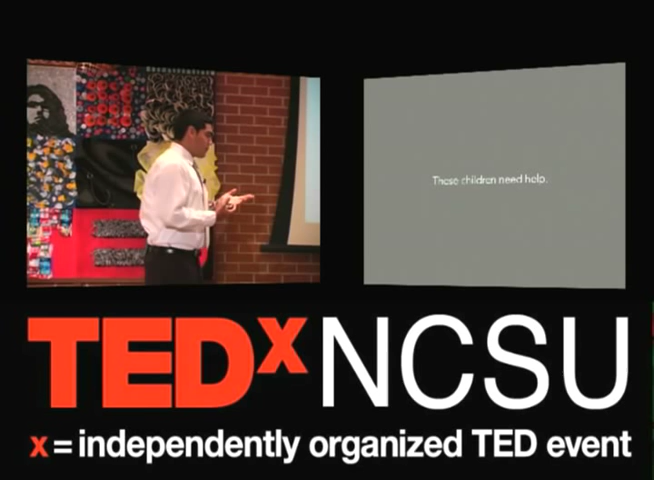 These children need help.
TEDxNCSU
x = independently organized TED event